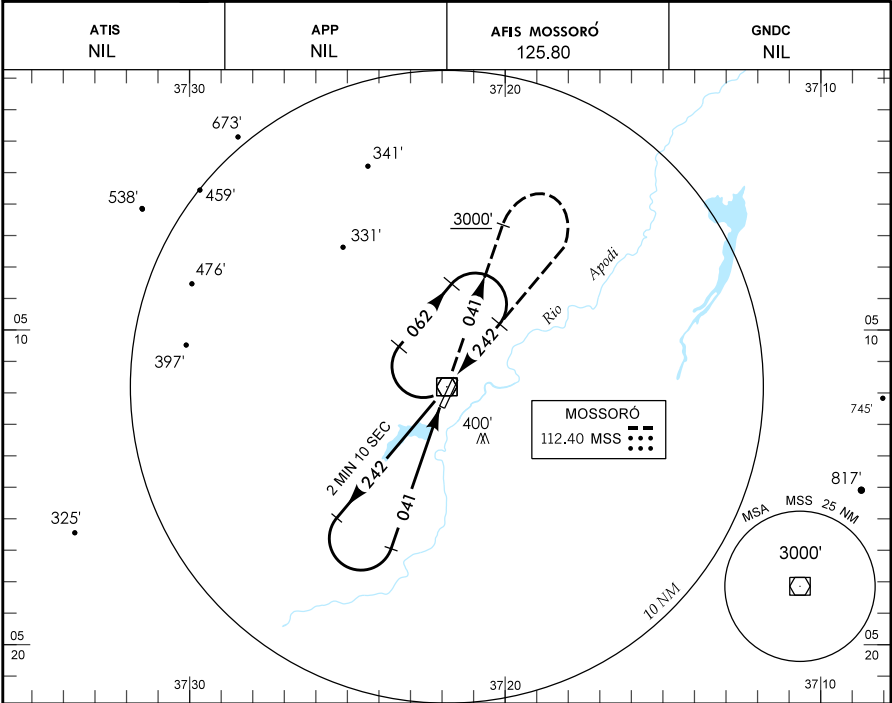 ATIS
NIL
APP
NIL
AFIS MOSSORÓ
125.80
GNDC
NIL
37 30
37 20
37 10
673'
341'
459'
538'
3000'
331'
476'
Apodi
Rio
062
041
242
05
10
05
10
397'
745'
MOSSORÓ
112.40 MSS
400'
2 MIN 10 SEC
242
041
817'
MSA MSS 25 NM
325'
3000'
10 NM
05
20
05
20
37 30
37 20
37 10